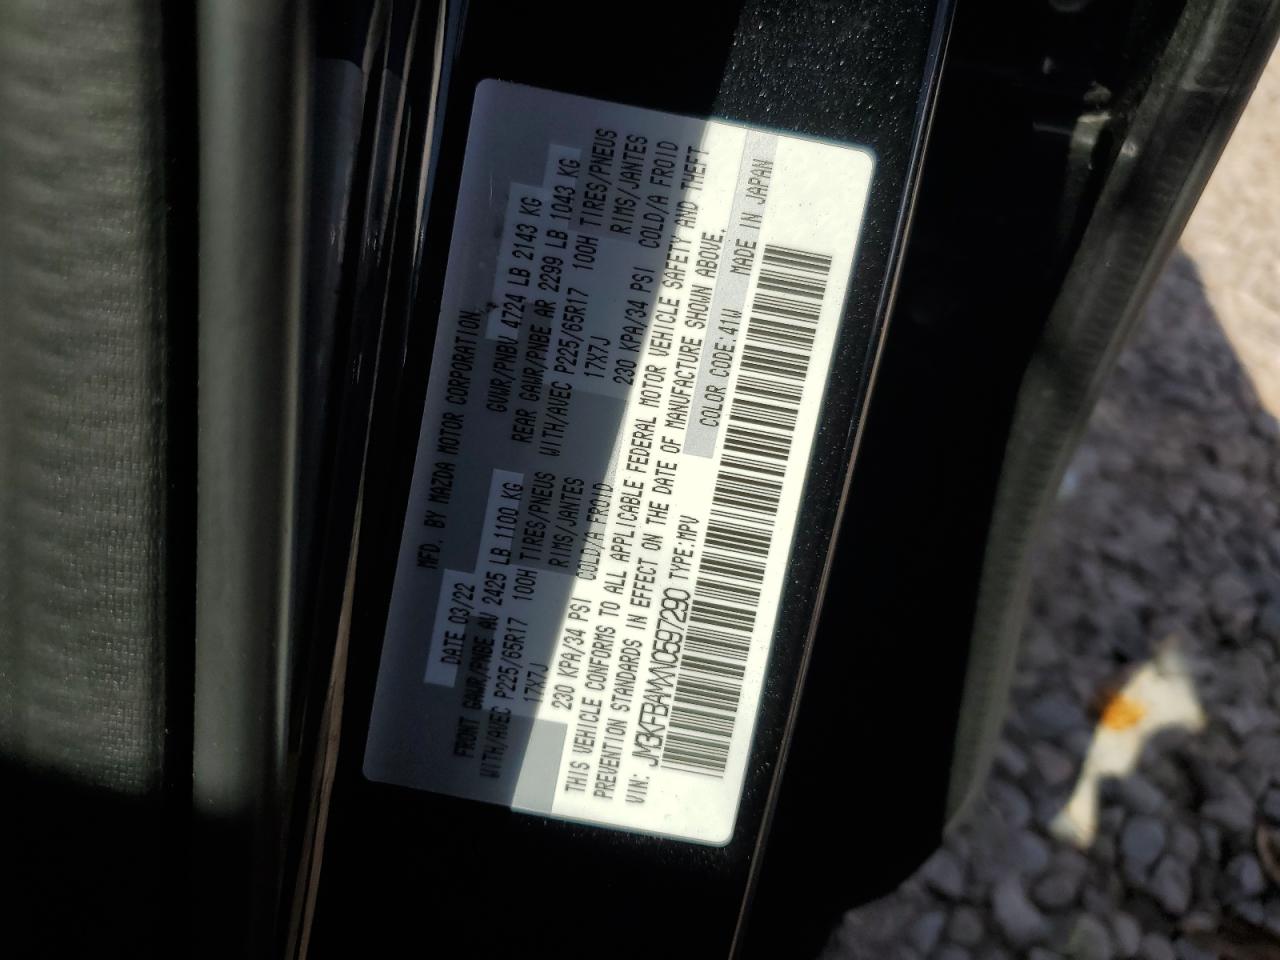 MFD. BY MAZDA MOTOR CORPORATION
DATE 03/22 GVWR/PNBV 4724 LB 2143 KG
FRONT GAWR/PNBE AV 2425 LB 1100 KG REAR GAWR/PNBE AR 2299 LB 1043 KG
WITH/AVEC P225/65R17 100H TIRES/PNEUS WITH/AVEC P225/65R17 100H TIRES/PNEUS
17X7J RIMS/JANTES 17X7J RIMS/JANTES
230 KPA/34 PSI COLD/A FROID 230 KPA/34 PSI COLD/A FROID
THIS VEHICLE CONFORMS TO ALL APPLICABLE FEDERAL MOTOR VEHICLE SAFETY AND THEFT
PREVENTION STANDARDS IN EFFECT ON THE DATE OF MANUFACTURE SHOWN ABOVE.
VIN: JM3KFBAMXN0597290 TYPE:MPV COLOR CODE:41W MADE IN JAPAN